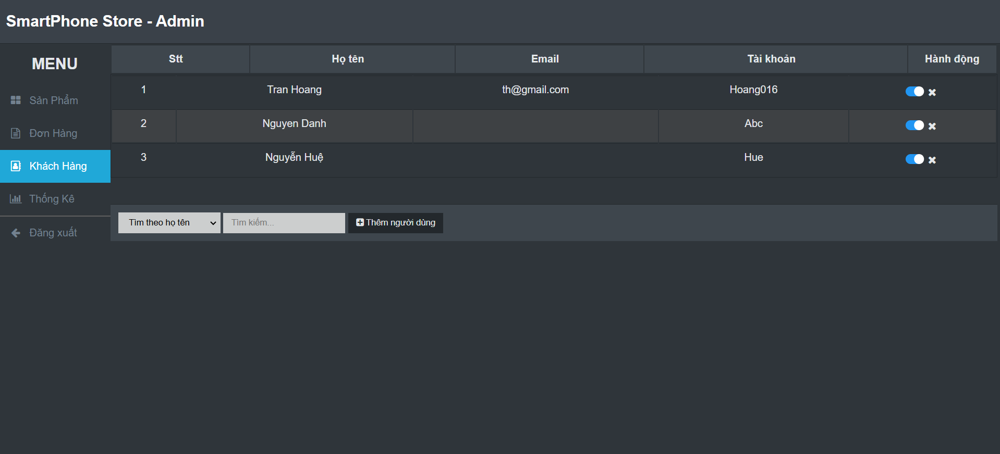 SmartPhone Store - Admin
MENU
Sản Phẩm
Đơn Hàng
Khách Hàng
Thống Kê
Đăng xuất
Stt Họ tên Email Tài khoản Hành động
1 Tran Hoang th@gmail.com Hoang016
2 Nguyen Danh Abc
3 Nguyễn Huệ Hue
Tìm theo họ tên Tìm kiếm... Thêm người dùng